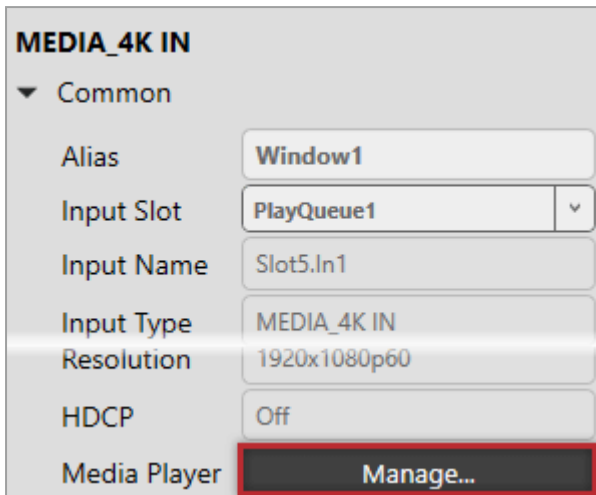 MEDIA_4K IN
Common
Alias Window1
Input Slot PlayQueue1
Input Name Slot5.In1
Input Type MEDIA_4K IN
Resolution 1920x1080p60
HDCP Off
Media Player Manage...